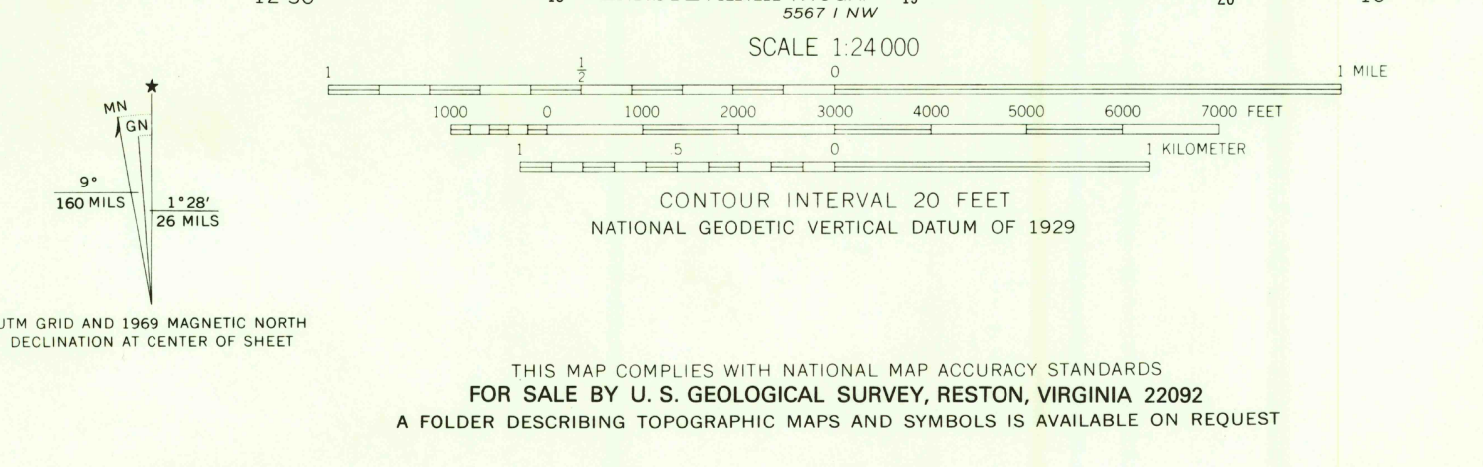 5567 I NW
SCALE 1:24 000
1 1/2 0 1 MILE
1000 0 1000 2000 3000 4000 5000 6000 7000 FEET
1 .5 0 1 KILOMETER
CONTOUR INTERVAL 20 FEET
NATIONAL GEODETIC VERTICAL DATUM OF 1929
★
MN
GN
9°
160 MILS
1°28′
26 MILS
UTM GRID AND 1969 MAGNETIC NORTH
DECLINATION AT CENTER OF SHEET
THIS MAP COMPLIES WITH NATIONAL MAP ACCURACY STANDARDS
FOR SALE BY U. S. GEOLOGICAL SURVEY, RESTON, VIRGINIA 22092
A FOLDER DESCRIBING TOPOGRAPHIC MAPS AND SYMBOLS IS AVAILABLE ON REQUEST